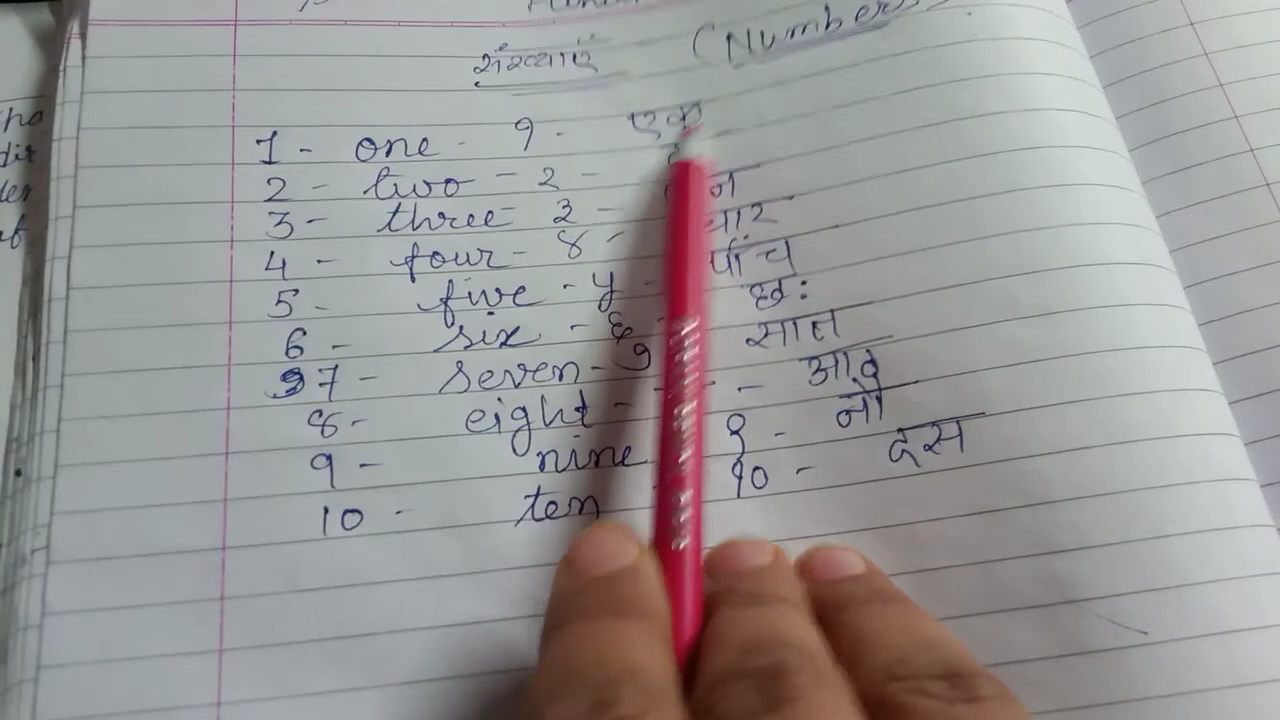 संख्याएं (Numbers)
1 - one - १ - एक
2 - two - २ -
3 - three - ३ -
4 - four - ४ - चार
5 - five - ५ - पांच
6 - six - ६ - छ:
7 - seven - ७ - सात
8 - eight - - आठ
9 - nine ९ - नौ
10 - ten १० - दस